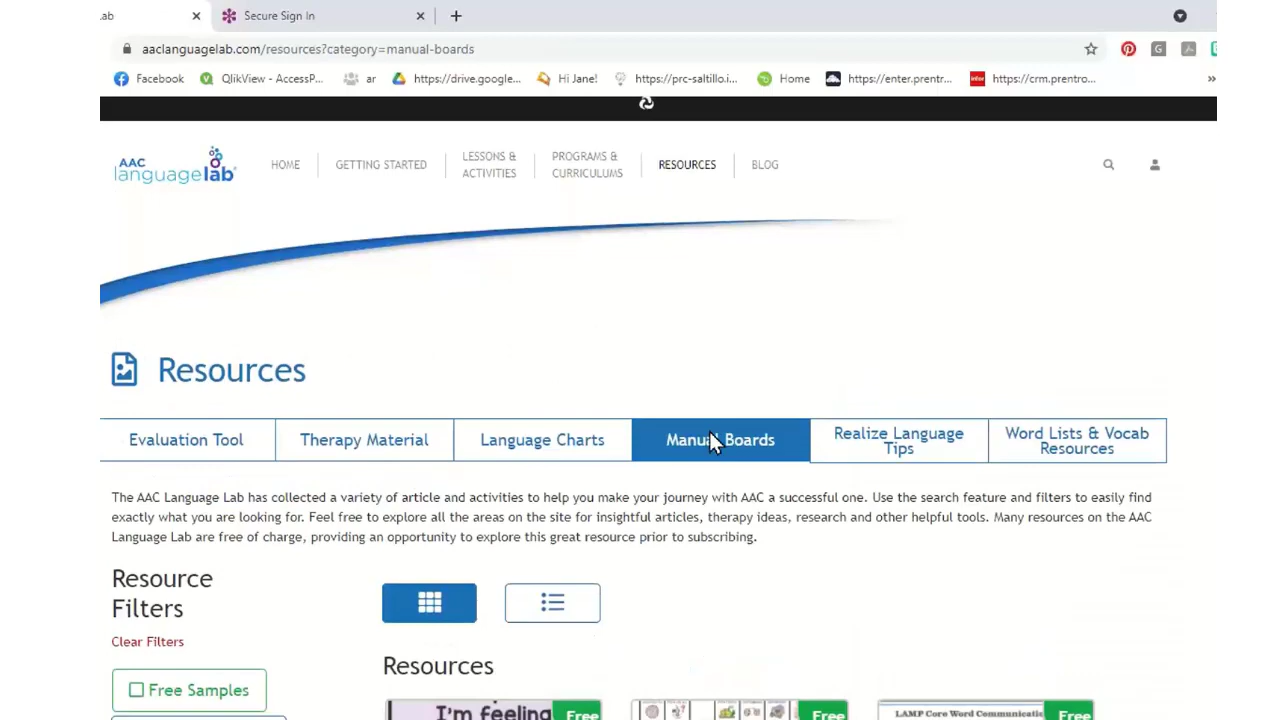 .ab
Secure Sign In
aaclanguagelab.com/resources?category=manual-boards
Facebook
QlikView - AccessP...
ar
https://drive.google...
Hi Jane!
https://prc-saltillo.i...
Home
https://enter.prentr...
https://crm.prentro...
»
AAC languagelab
HOME
GETTING STARTED
LESSONS & ACTIVITIES
PROGRAMS & CURRICULUMS
RESOURCES
BLOG
Resources
Evaluation Tool
Therapy Material
Language Charts
Manual Boards
Realize Language Tips
Word Lists & Vocab Resources
The AAC Language Lab has collected a variety of article and activities to help you make your journey with AAC a successful one. Use the search feature and filters to easily find
exactly what you are looking for. Feel free to explore all the areas on the site for insightful articles, therapy ideas, research and other helpful tools. Many resources on the AAC
Language Lab are free of charge, providing an opportunity to explore this great resource prior to subscribing.
Resource
Filters
Clear Filters
Free Samples
Resources
I'm feeling
Free
Free
LAMP Core Word
Free